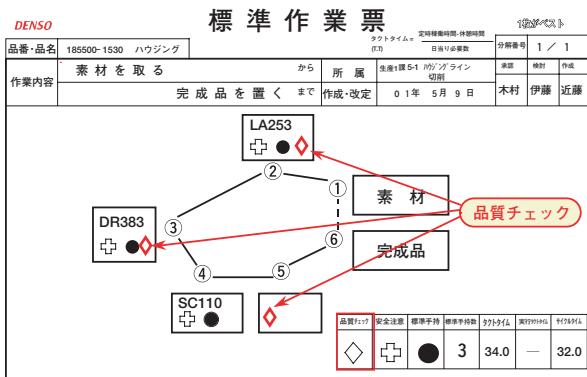 DENSO
標準作業票
1枚がベスト
品番・品名 185500-1530 ハウジング
タクトタイム= 定時稼働時間-休憩時間
(T.T) 日当り必要数
分解番号 1 / 1
作業内容 素材を取る から
完成品を置く まで
所属 生産1課5-1 ハウジングライン
切削
作成・改定 01年 5月 9日
承認 検討 作成
木村 伊藤 近藤
LA253
②
①
素材
品質チェック
DR383
③
⑥
完成品
④
⑤
SC110
品質チェック 安全注意 標準手持 標準手持数 タクトタイム 実行タクトタイム サイクルタイム
3 34.0 — 32.0